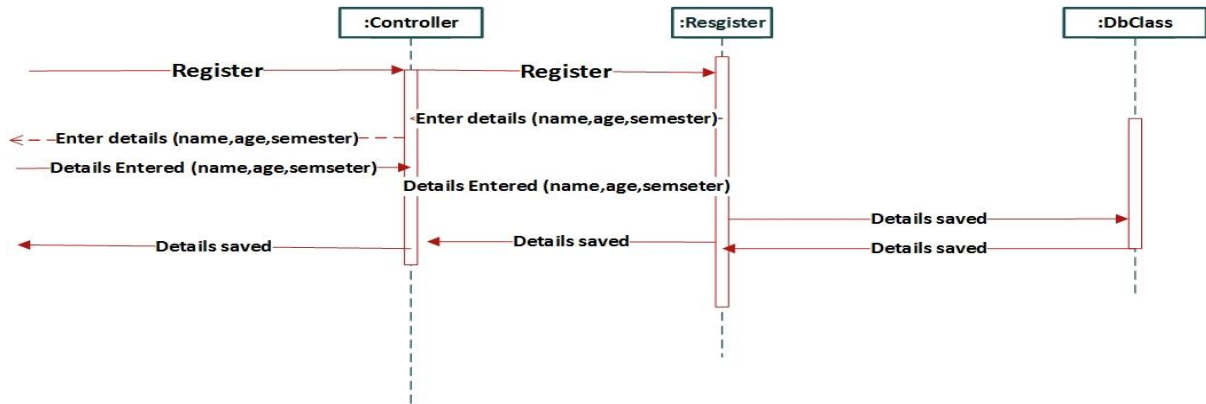 :Controller
:Resgister
:DbClass
Register
Register
Enter details (name,age,semester)
Enter details (name,age,semester)
Details Entered (name,age,semseter)
Details Entered (name,age,semseter)
Details saved
Details saved
Details saved
Details saved